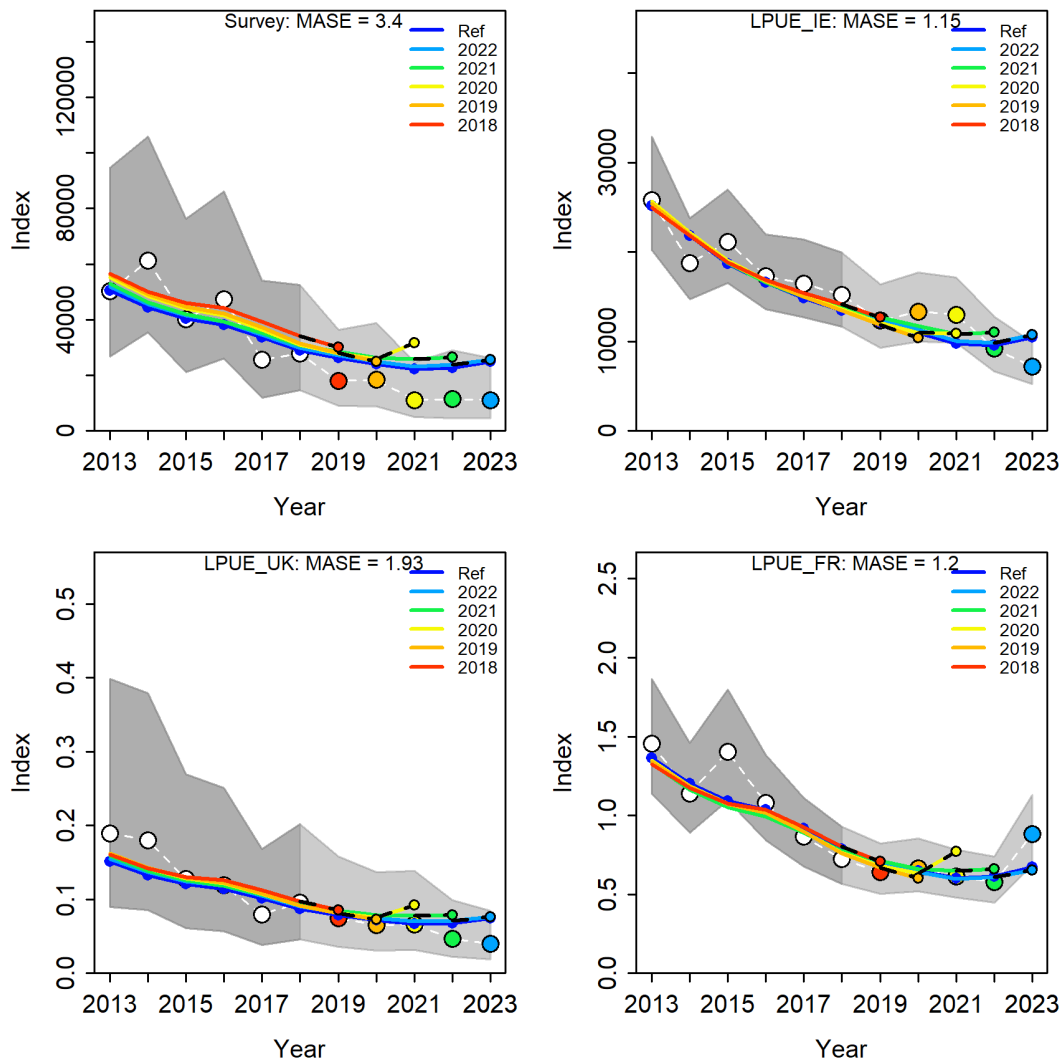 Survey: MASE = 3.4
Ref
2022
2021
2020
2019
2018
Index
0 40000 80000 120000
2013 2015 2017 2019 2021 2023
Year
LPUE_IE: MASE = 1.15
Ref
2022
2021
2020
2019
2018
Index
0 10000 30000
2013 2015 2017 2019 2021 2023
Year
LPUE_UK: MASE = 1.93
Ref
2022
2021
2020
2019
2018
Index
0.0 0.1 0.2 0.3 0.4 0.5
2013 2015 2017 2019 2021 2023
Year
LPUE_FR: MASE = 1.2
Ref
2022
2021
2020
2019
2018
Index
0.0 0.5 1.0 1.5 2.0 2.5
2013 2015 2017 2019 2021 2023
Year